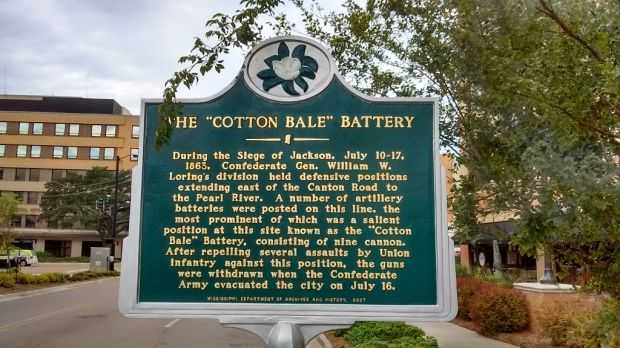 THE "COTTON BALE" BATTERY
During the Siege of Jackson, July 10-17,
1863, Confederate Gen. William W.
Loring's division held defensive positions
extending east of the Canton Road to
the Pearl River. A number of artillery
batteries were posted on this line, the
most prominent of which was a salient
position at this site known as the "Cotton
Bale" Battery, consisting of nine cannon.
After repelling several assaults by Union
infantry against this position, the guns
were withdrawn when the Confederate
Army evacuated the city on July 16.
MISSISSIPPI DEPARTMENT OF ARCHIVES AND HISTORY, 2007